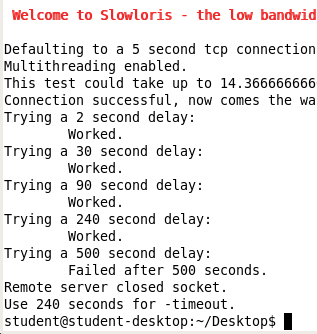 Welcome to Slowloris - the low bandwid
Defaulting to a 5 second tcp connection
Multithreading enabled.
This test could take up to 14.366666666
Connection successful, now comes the wa
Trying a 2 second delay:
Worked.
Trying a 30 second delay:
Worked.
Trying a 90 second delay:
Worked.
Trying a 240 second delay:
Worked.
Trying a 500 second delay:
Failed after 500 seconds.
Remote server closed socket.
Use 240 seconds for -timeout.
student@student-desktop:~/Desktop$